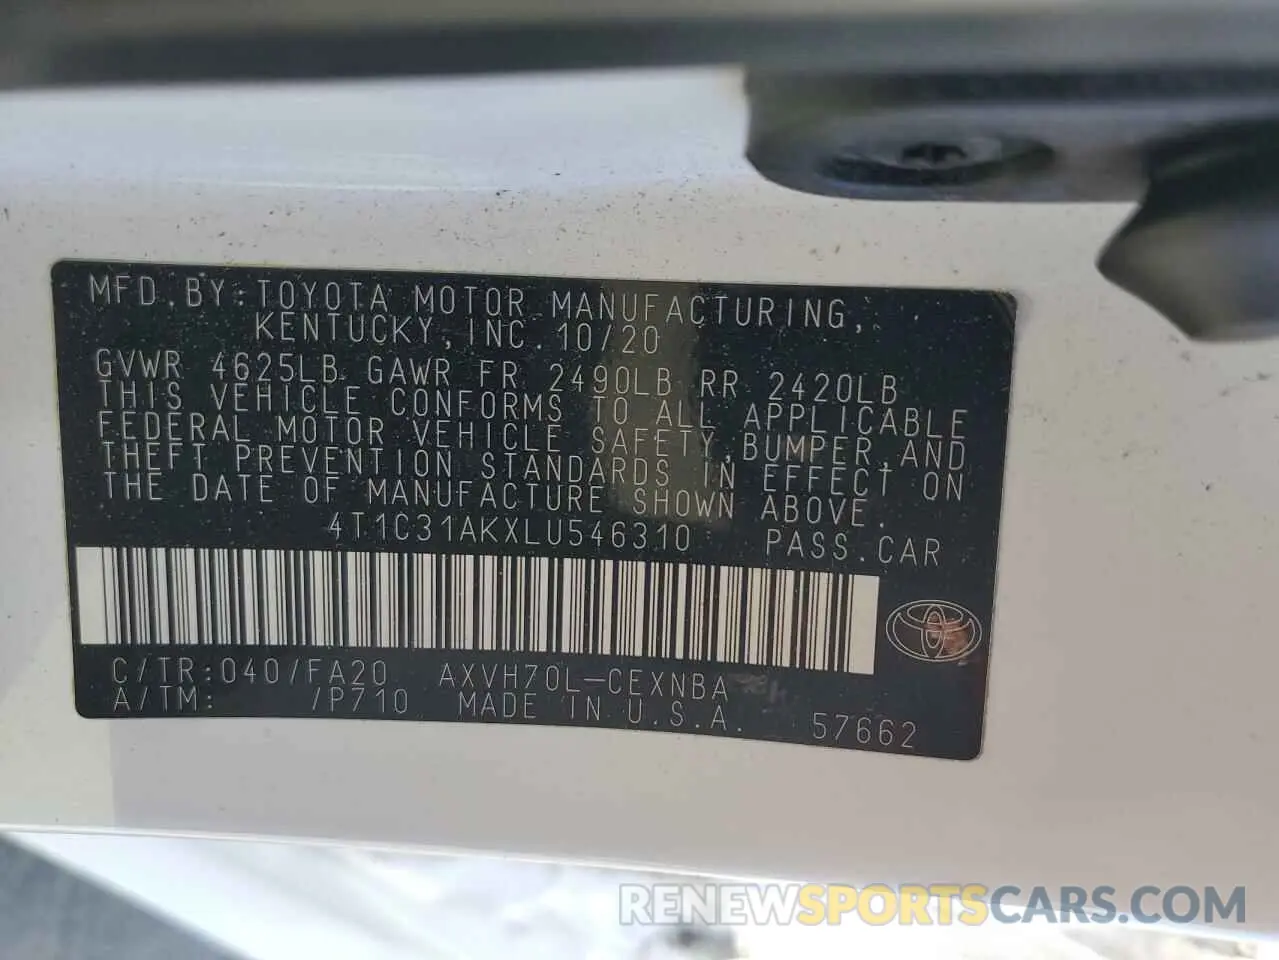 MFD.BY:TOYOTA MOTOR MANUFACTURING,
KENTUCKY,INC. 10/20
GVWR 4625LB GAWR FR 2490LB RR 2420LB
THIS VEHICLE CONFORMS TO ALL APPLICABLE
FEDERAL MOTOR VEHICLE SAFETY,BUMPER,AND
THEFT PREVENTION STANDARDS IN EFFECT ON
THE DATE OF MANUFACTURE SHOWN ABOVE.
4T1C31AKXLU546310 PASS.CAR
C/TR:040/FA20 AXVH70L-CEXNBA
A/TM: /P710 MADE IN U.S.A. 57662
RENEWSPORTSCARS.COM